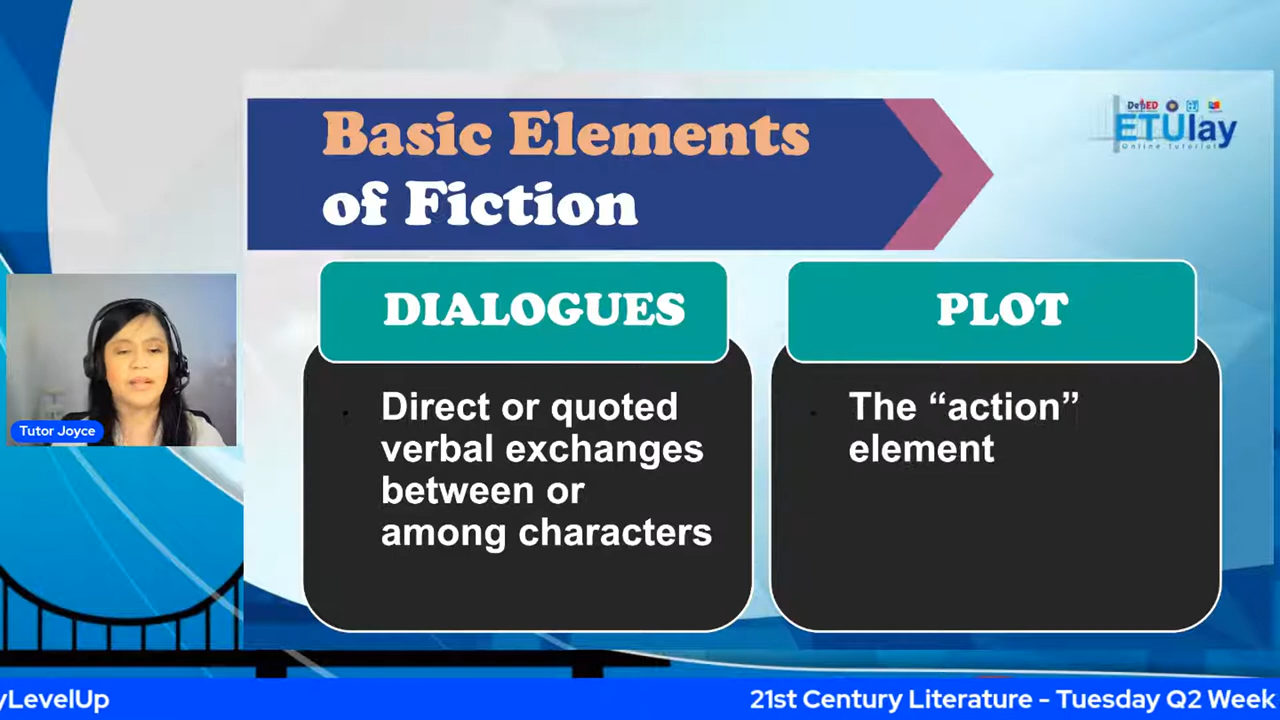 Basic Elements
of Fiction
DepED
ETUlay
Online Tutorial
DIALOGUES
Direct or quoted
verbal exchanges
between or
among characters
PLOT
The “action”
element
Tutor Joyce
yLevelUp
21st Century Literature - Tuesday Q2 Week